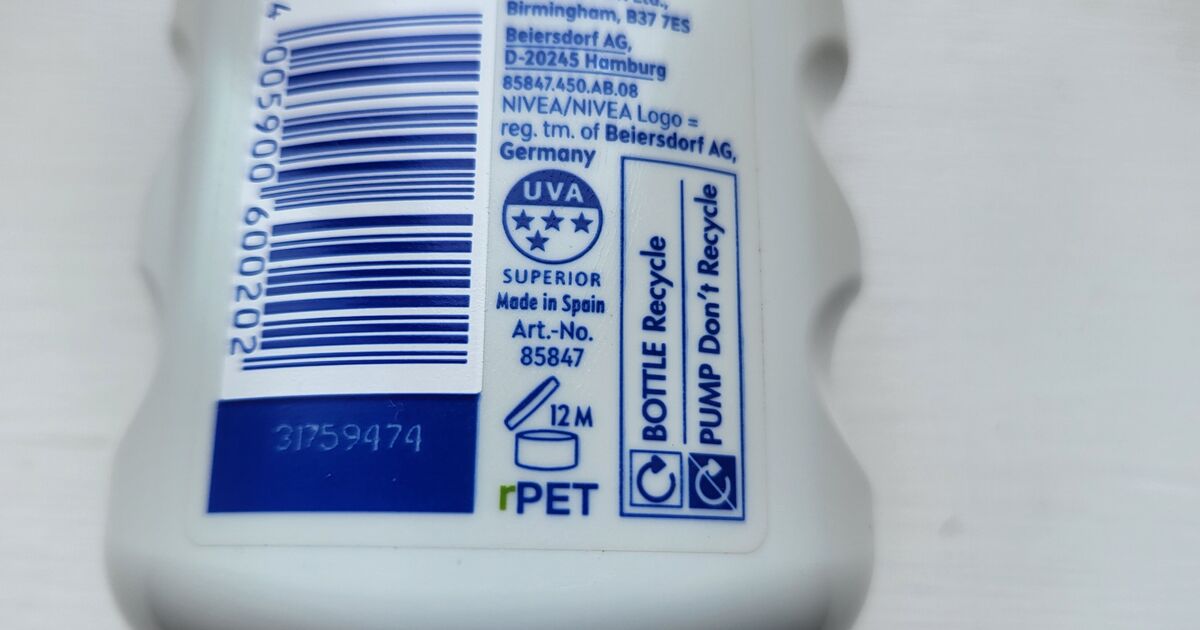 4 005900 600202
31759474
Birmingham, B37 7ES
Beiersdorf AG,
D-20245 Hamburg
85847.450.AB.08
NIVEA/NIVEA Logo =
reg. tm. of Beiersdorf AG,
Germany
UVA
SUPERIOR
Made in Spain
Art.-No.
85847
12 M
rPET
BOTTLE Recycle
PUMP Don't Recycle